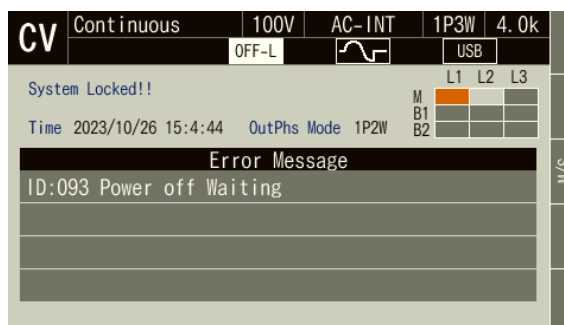 CV Continuous 100V AC-INT 1P3W 4.0k
OFF-L USB
L1 L2 L3
System Locked!!
M
B1
Time 2023/10/26 15:4:44 OutPhs Mode 1P2W B2
Error Message
ID:093 Power off Waiting